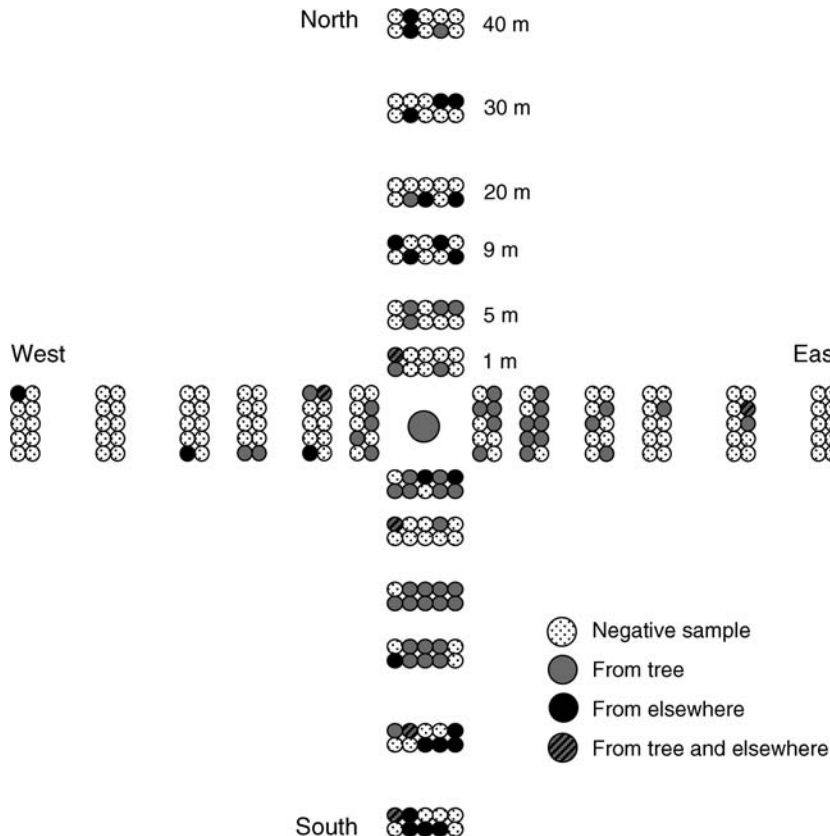 North
40 m
30 m
20 m
9 m
5 m
1 m
West
Eas
Negative sample
From tree
From elsewhere
From tree and elsewhere
South